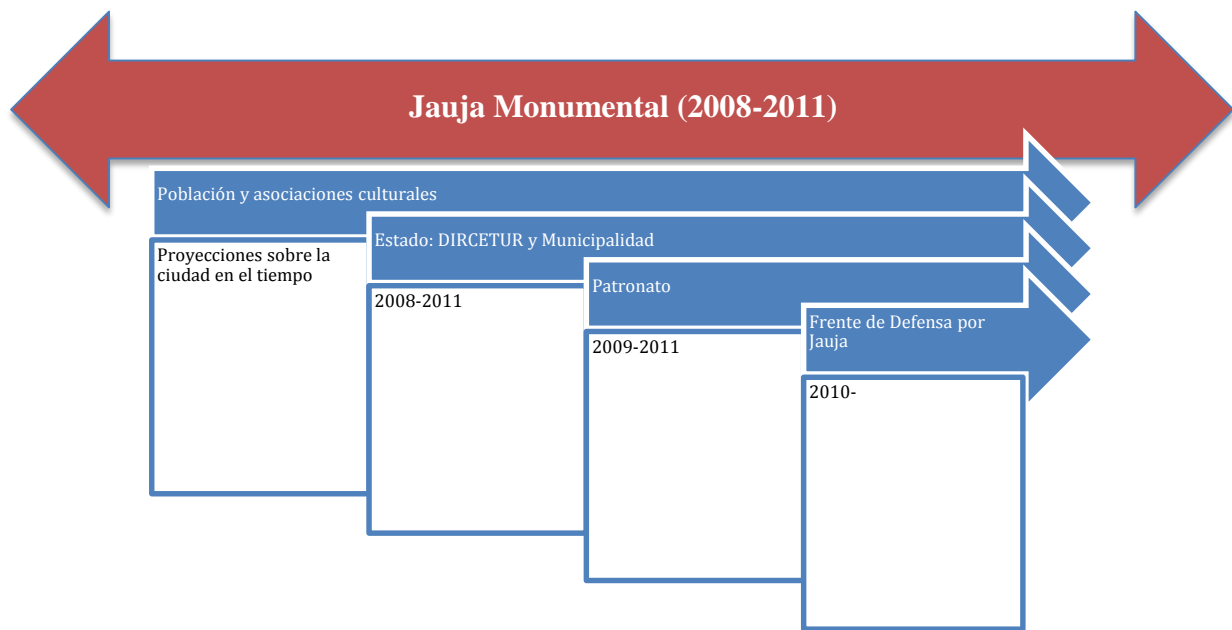 Jauja Monumental (2008-2011)
Población y asociaciones culturales
Proyecciones sobre la
ciudad en el tiempo
Estado: DIRCETUR y Municipalidad
2008-2011
Patronato
2009-2011
Frente de Defensa por
Jauja
2010-